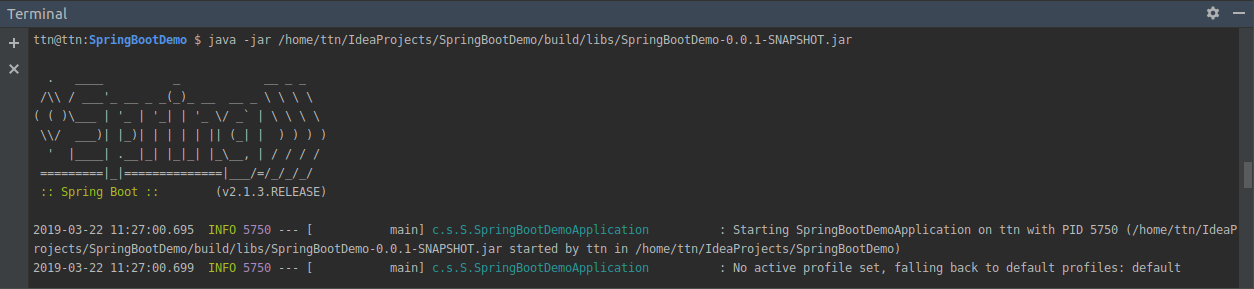 Terminal
ttn@ttn:SpringBootDemo $ java -jar /home/ttn/IdeaProjects/SpringBootDemo/build/libs/SpringBootDemo-0.0.1-SNAPSHOT.jar
  .   ____          _            __ _ _
 /\\ / ___'_ __ _ _(_)_ __  __ _ \ \ \ \
( ( )\___ | '_ | '_| | '_ \/ _` | \ \ \ \
 \\/  ___)| |_)| | | | | || (_| |  ) ) ) )
  '  |____| .__|_| |_|_| |_\__, | / / / /
 =========|_|==============|___/=/_/_/_/
 :: Spring Boot ::        (v2.1.3.RELEASE)
2019-03-22 11:27:00.695  INFO 5750 --- [           main] c.s.S.SpringBootDemoApplication          : Starting SpringBootDemoApplication on ttn with PID 5750 (/home/ttn/IdeaP
rojects/SpringBootDemo/build/libs/SpringBootDemo-0.0.1-SNAPSHOT.jar started by ttn in /home/ttn/IdeaProjects/SpringBootDemo)
2019-03-22 11:27:00.699  INFO 5750 --- [           main] c.s.S.SpringBootDemoApplication          : No active profile set, falling back to default profiles: default